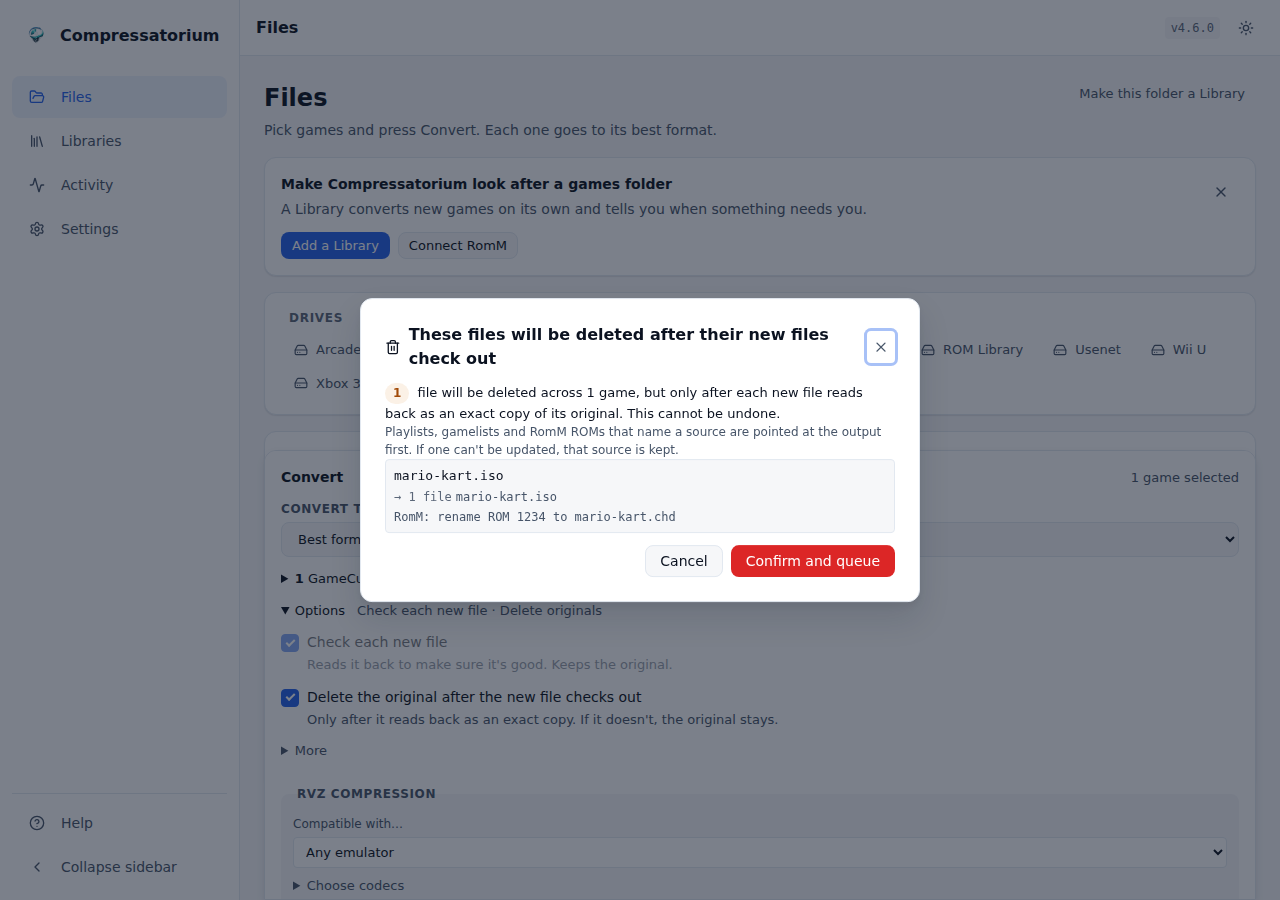 Compressatorium
Files
v4.6.0
Files
Libraries
Activity
Settings
Help
Collapse sidebar
Files
Make this folder a Library
Pick games and press Convert. Each one goes to its best format.
Make Compressatorium look after a games folder
A Library converts new games on its own and tells you when something needs you.
Add a Library
Connect RomM
DRIVES
Arcade
ROM Library
Usenet
Wii U
Xbox 3
These files will be deleted after their new files
check out
1 file will be deleted across 1 game, but only after each new file reads
back as an exact copy of its original. This cannot be undone.
Playlists, gamelists and RomM ROMs that name a source are pointed at the output
first. If one can't be updated, that source is kept.
mario-kart.iso
→ 1 file mario-kart.iso
RomM: rename ROM 1234 to mario-kart.chd
Cancel
Confirm and queue
Convert
1 game selected
CONVERT T
Best form
1 GameCu
Options Check each new file · Delete originals
Check each new file
Reads it back to make sure it's good. Keeps the original.
Delete the original after the new file checks out
Only after it reads back as an exact copy. If it doesn't, the original stays.
More
RVZ COMPRESSION
Compatible with...
Any emulator
Choose codecs